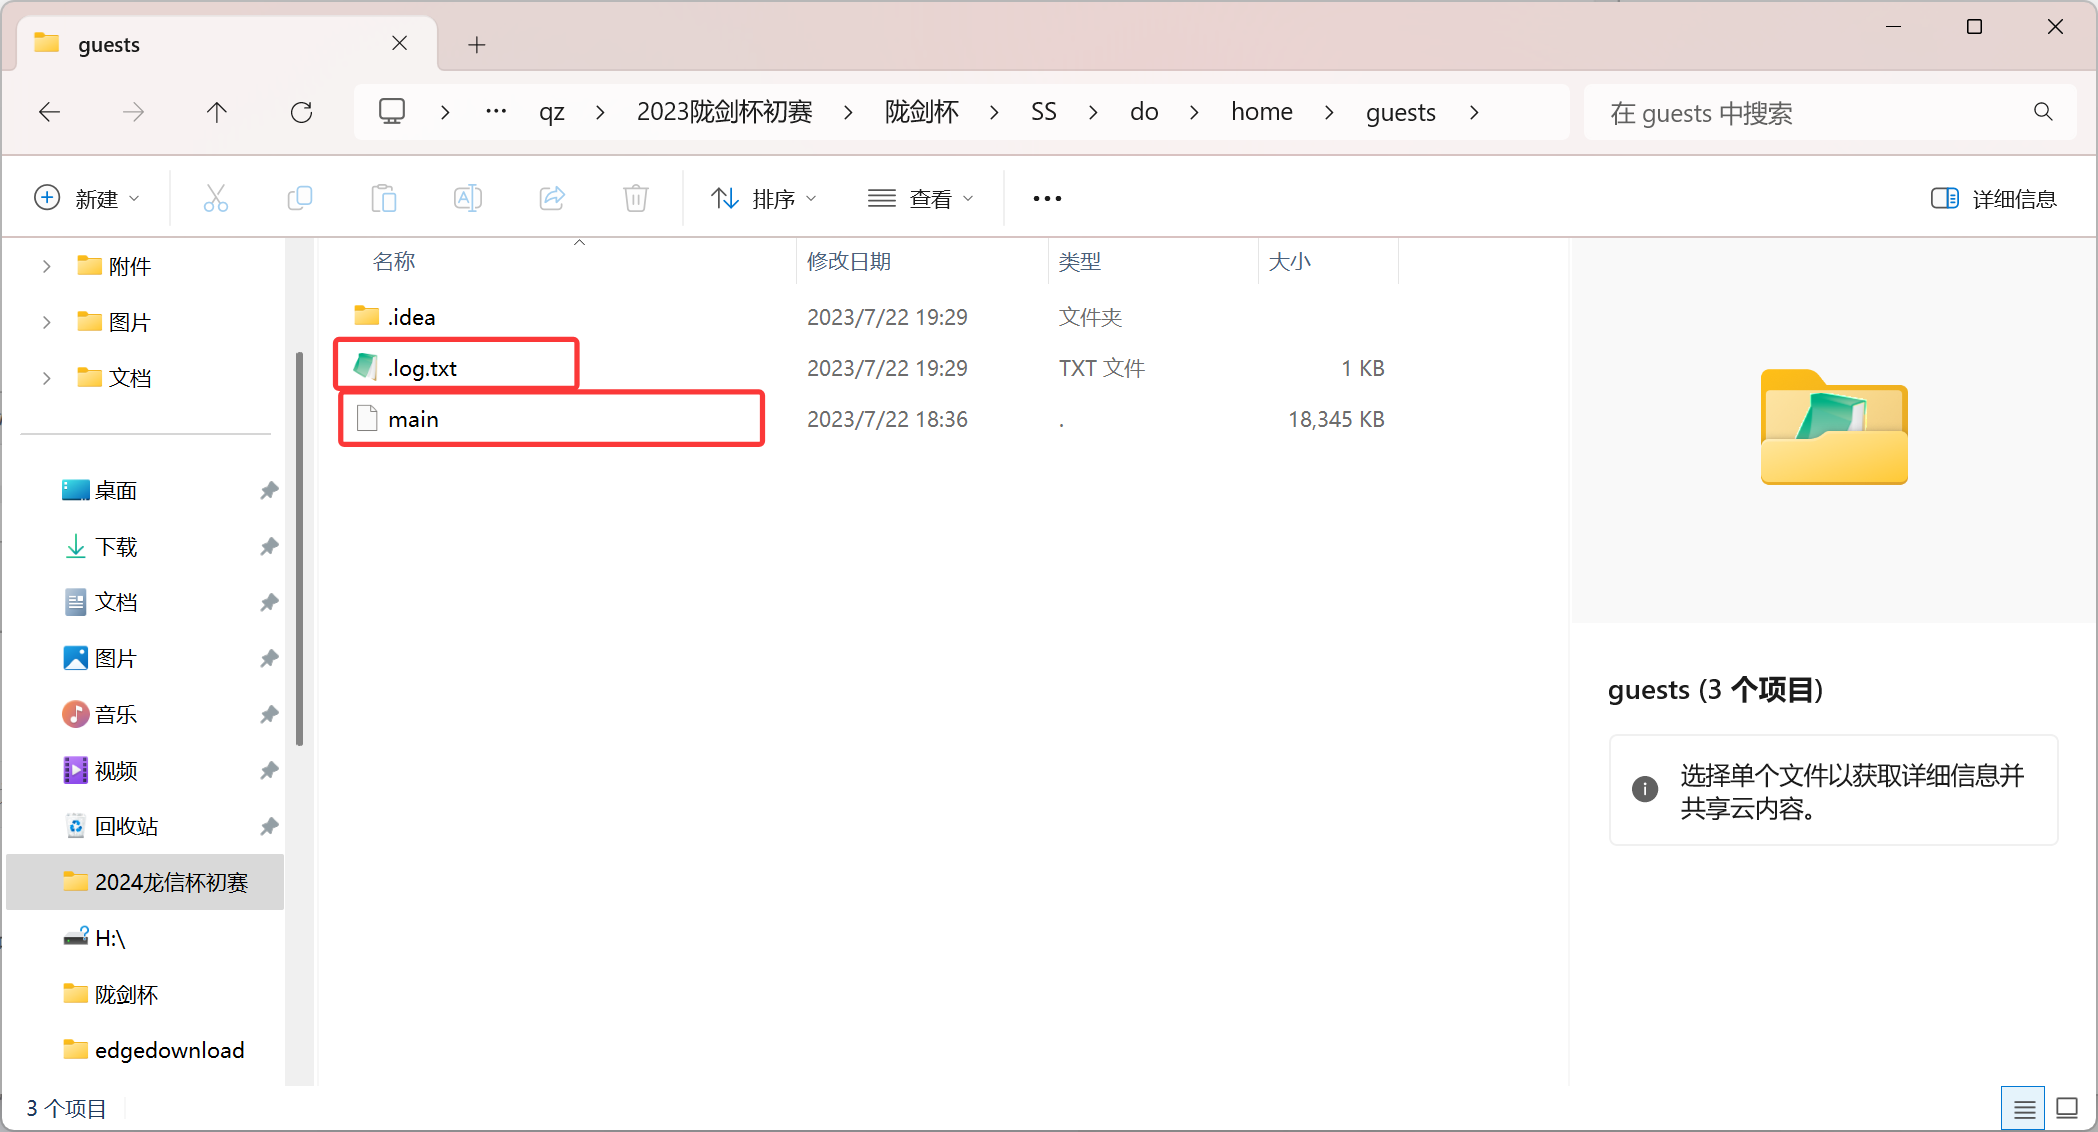 guests
qz 2023陇剑杯初赛 陇剑杯 SS do home guests
在 guests 中搜索
新建
排序
查看
详细信息
附件
图片
文档
桌面
下载
文档
图片
音乐
视频
回收站
2024龙信杯初赛
H:\
陇剑杯
edgedownload
名称 修改日期 类型 大小
.idea 2023/7/22 19:29 文件夹
.log.txt 2023/7/22 19:29 TXT 文件 1 KB
main 2023/7/22 18:36 . 18,345 KB
guests (3 个项目)
选择单个文件以获取详细信息并
共享云内容。
3 个项目